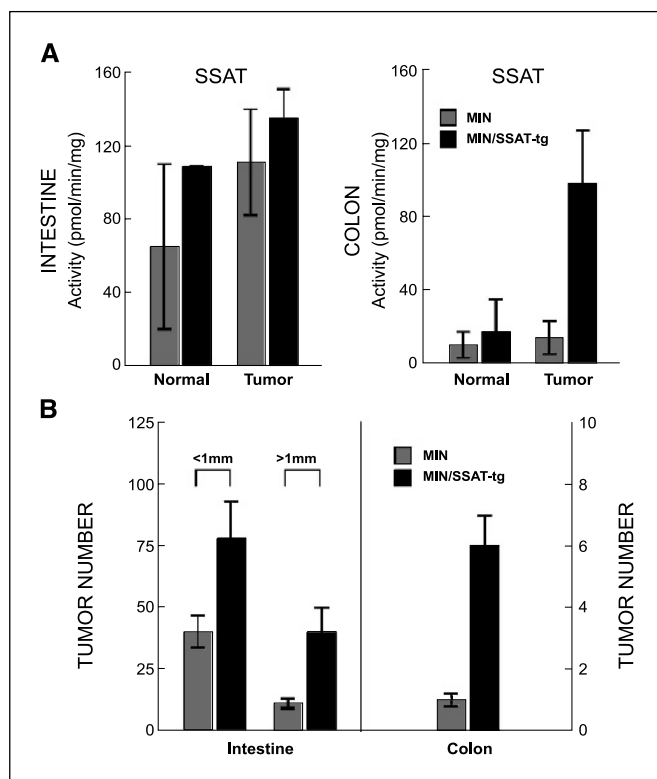 A
SSAT
INTESTINE
Activity (pmol/min/mg)
160
120
80
40
0
Normal Tumor
SSAT
COLON
Activity (pmol/min/mg)
160
120
80
40
0
MIN
MIN/SSAT-tg
Normal Tumor
B
TUMOR NUMBER
125
100
75
50
25
0
<1mm >1mm
Intestine
MIN
MIN/SSAT-tg
Colon
10
8
6
4
2
0
TUMOR NUMBER